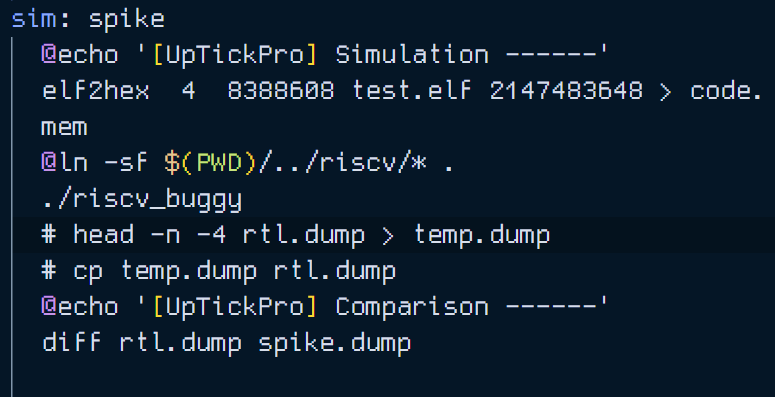 sim: spike
@echo '[UpTickPro] Simulation ------'
elf2hex  4  8388608 test.elf 2147483648 > code.
mem
@ln -sf $(PWD)/../riscv/* .
./riscv_buggy
# head -n -4 rtl.dump > temp.dump
# cp temp.dump rtl.dump
@echo '[UpTickPro] Comparison ------'
diff rtl.dump spike.dump